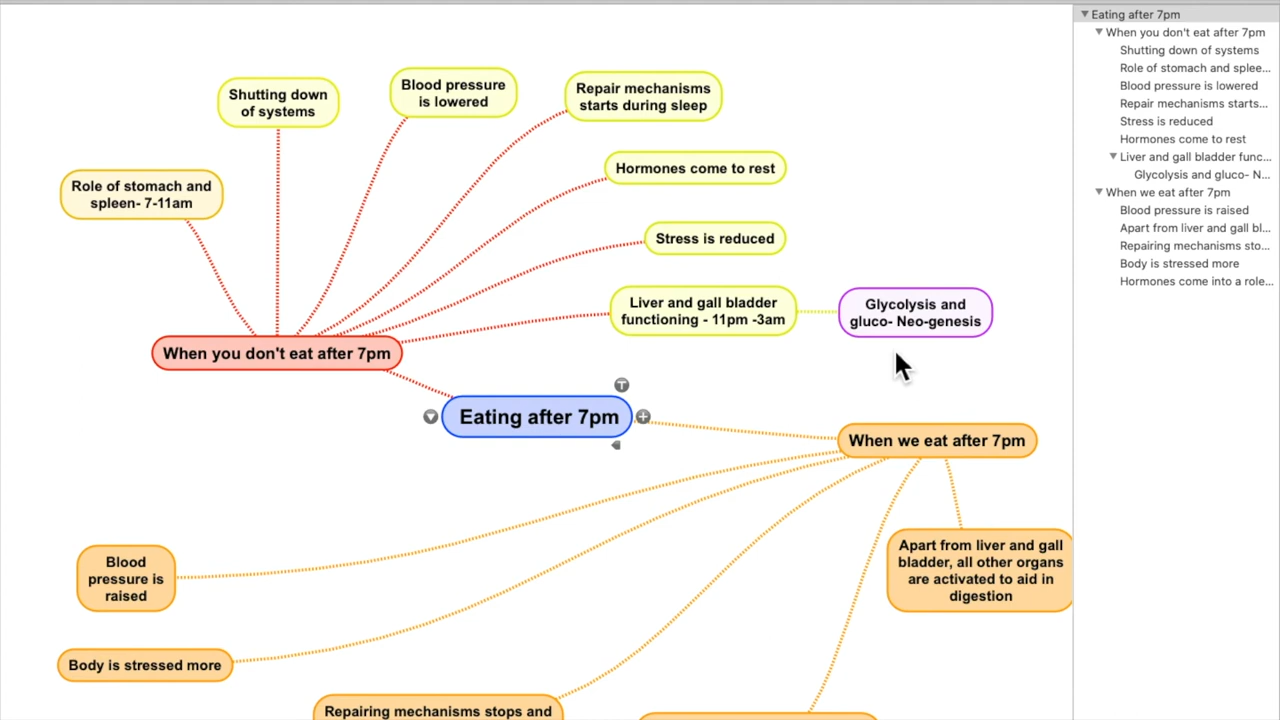 Shutting down
of systems
Blood pressure
is lowered
Repair mechanisms
starts during sleep
Role of stomach and
spleen- 7-11am
Hormones come to rest
Stress is reduced
Liver and gall bladder
functioning - 11pm -3am
Glycolysis and
gluco- Neo-genesis
When you don't eat after 7pm
Eating after 7pm
When we eat after 7pm
Apart from liver and gall
bladder, all other organs
are activated to aid in
digestion
Blood
pressure is
raised
Body is stressed more
Repairing mechanisms stops and
Eating after 7pm
When you don't eat after 7pm
Shutting down of systems
Role of stomach and splee...
Blood pressure is lowered
Repair mechanisms starts...
Stress is reduced
Hormones come to rest
Liver and gall bladder func...
Glycolysis and gluco- N...
When we eat after 7pm
Blood pressure is raised
Apart from liver and gall bl...
Repairing mechanisms sto...
Body is stressed more
Hormones come into a role...